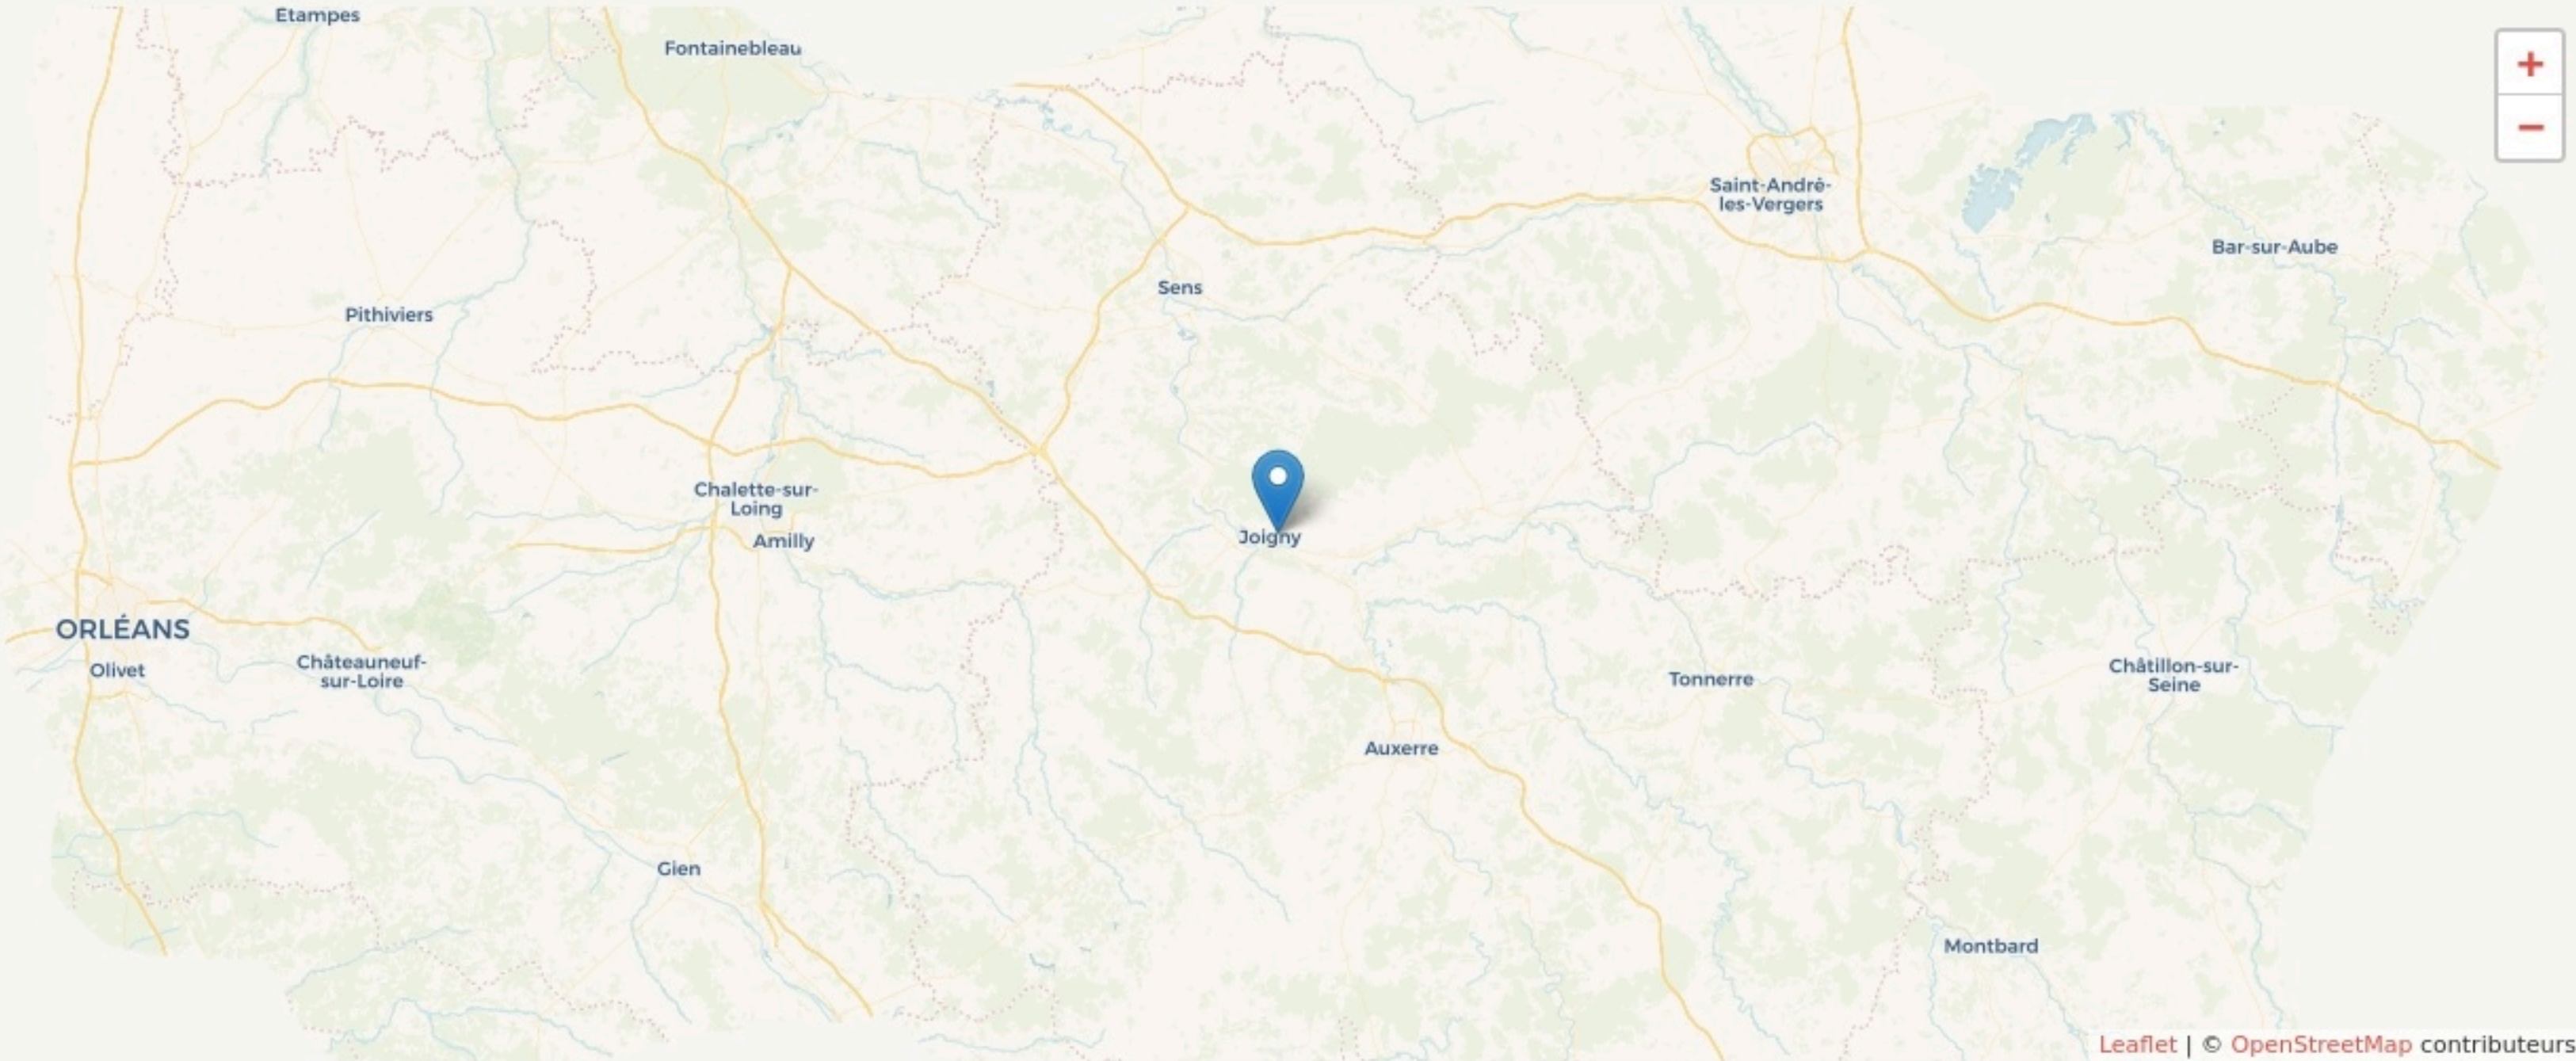 Etampes
Fontainebleau
+
−
Saint-André-
les-Vergers
Bar-sur-Aube
Sens
Pithiviers
Chalette-sur-
Loing
Amilly
Joigny
ORLÉANS
Olivet
Châteauneuf-
sur-Loire
Tonnerre
Châtillon-sur-
Seine
Auxerre
Gien
Montbard
Leaflet | © OpenStreetMap contributeurs